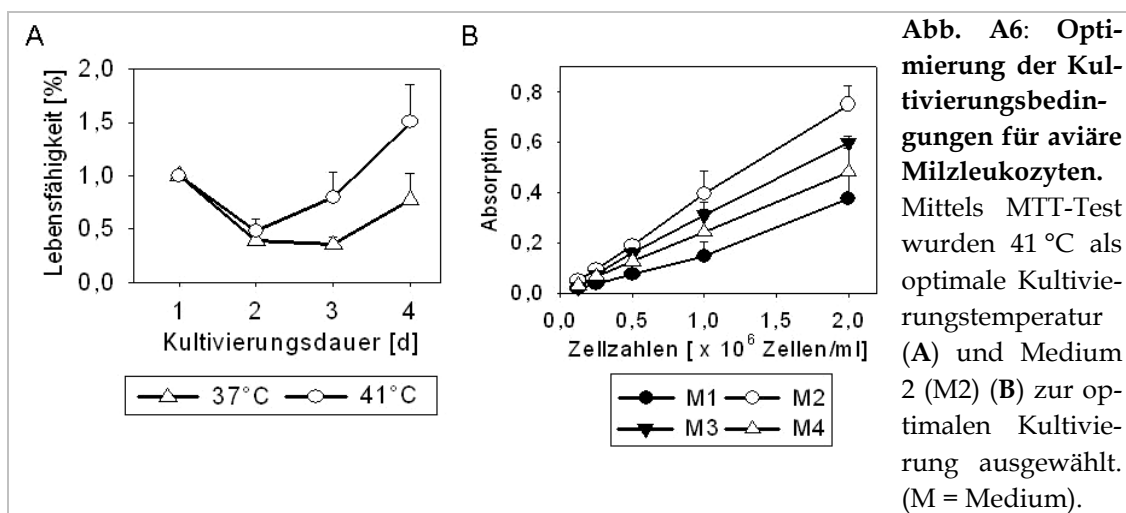 A
Lebensfähigkeit [%]
2,0
1,5
1,0
0,5
0,0
1 2 3 4
Kultivierungsdauer [d]
37°C 41°C
B
Absorption
0,8
0,6
0,4
0,2
0,0
0,0 0,5 1,0 1,5 2,0
Zellzahlen [ x 10⁶ Zellen/ml]
M1 M2
M3 M4
Abb. A6: Opti-
mierung der Kul-
tivierungsbedin-
gungen für aviäre
Milzleukozyten.
Mittels MTT-Test
wurden 41 °C als
optimale Kultivie-
rungstemperatur
(A) und Medium
2 (M2) (B) zur op-
timalen Kultivie-
rung ausgewählt.
(M = Medium).